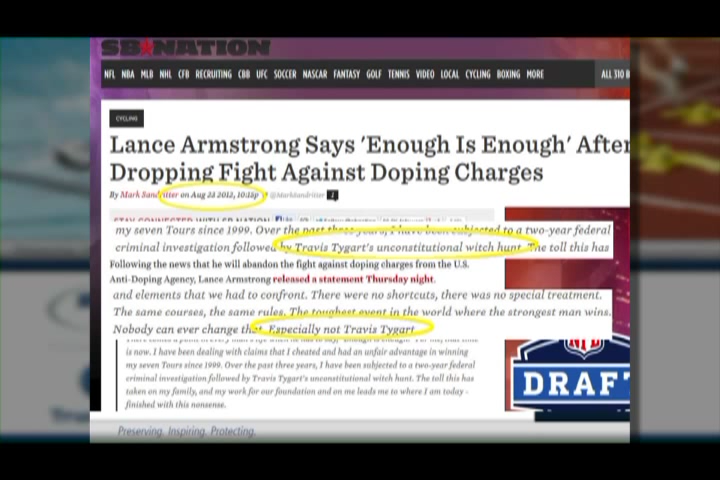 SB★NATION
NFL NBA MLB NHL CFB RECRUITING CBB UFC SOCCER NASCAR FANTASY GOLF TENNIS VIDEO LOCAL CYCLING BOXING MORE ALL 310 B
CYCLING
Lance Armstrong Says 'Enough Is Enough' After
Dropping Fight Against Doping Charges
By Mark Sandritter on Aug 23 2012, 10:13p @MarkSandritter 2
STAY CONNECTED WITH SB NATION
my seven Tours since 1999. Over the past three years, I have been subjected to a two-year federal
criminal investigation followed by Travis Tygart's unconstitutional witch hunt. The toll this has
Following the news that he will abandon the fight against doping charges from the U.S.
Anti-Doping Agency, Lance Armstrong released a statement Thursday night.
and elements that we had to confront. There were no shortcuts, there was no special treatment.
The same courses, the same rules. The toughest event in the world where the strongest man wins.
Nobody can ever change that. Especially not Travis Tygart
is now. I have been dealing with claims that I cheated and had an unfair advantage in winning
my seven Tours since 1999. Over the past three years, I have been subjected to a two-year federal
criminal investigation followed by Travis Tygart's unconstitutional witch hunt. The toll this has
taken on my family, and my work for our foundation and on me leads me to where I am today -
finished with this nonsense.
NFL
DRAFT
Preserving. Inspiring. Protecting.